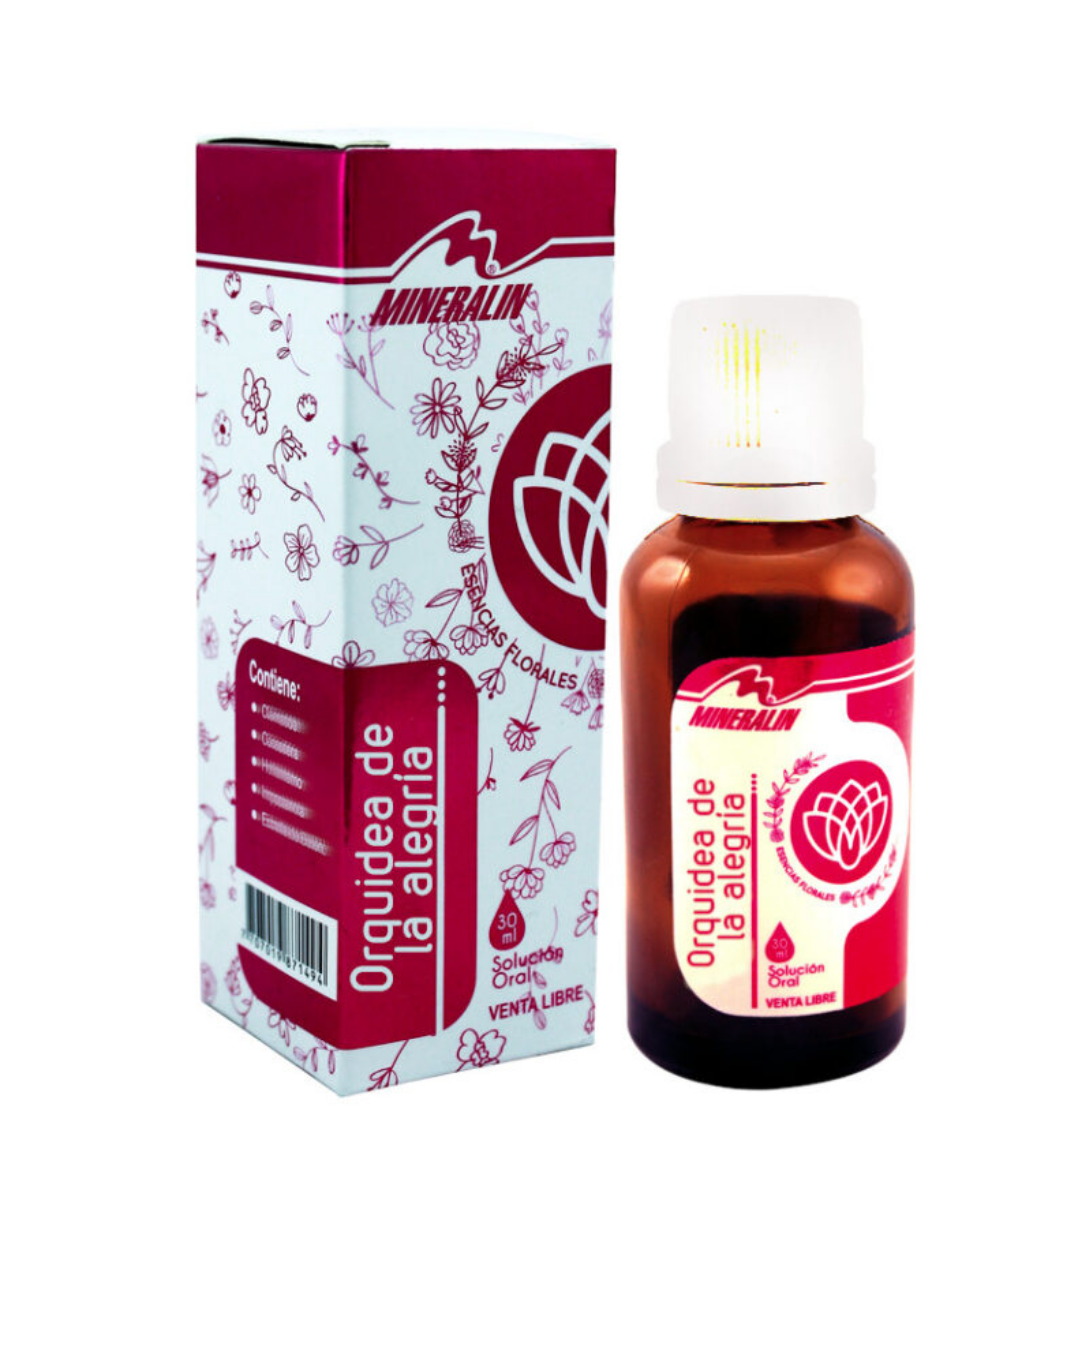 MINERALIN
ESENCIAS FLORALES
Contiene:
Orquidea de
la alegría
30
ml
Solución
Oral
VENTA LIBRE
MINERALIN
Orquidea de
la alegría
ESENCIAS FLORALES
30
ml
Solución
Oral
VENTA LIBRE